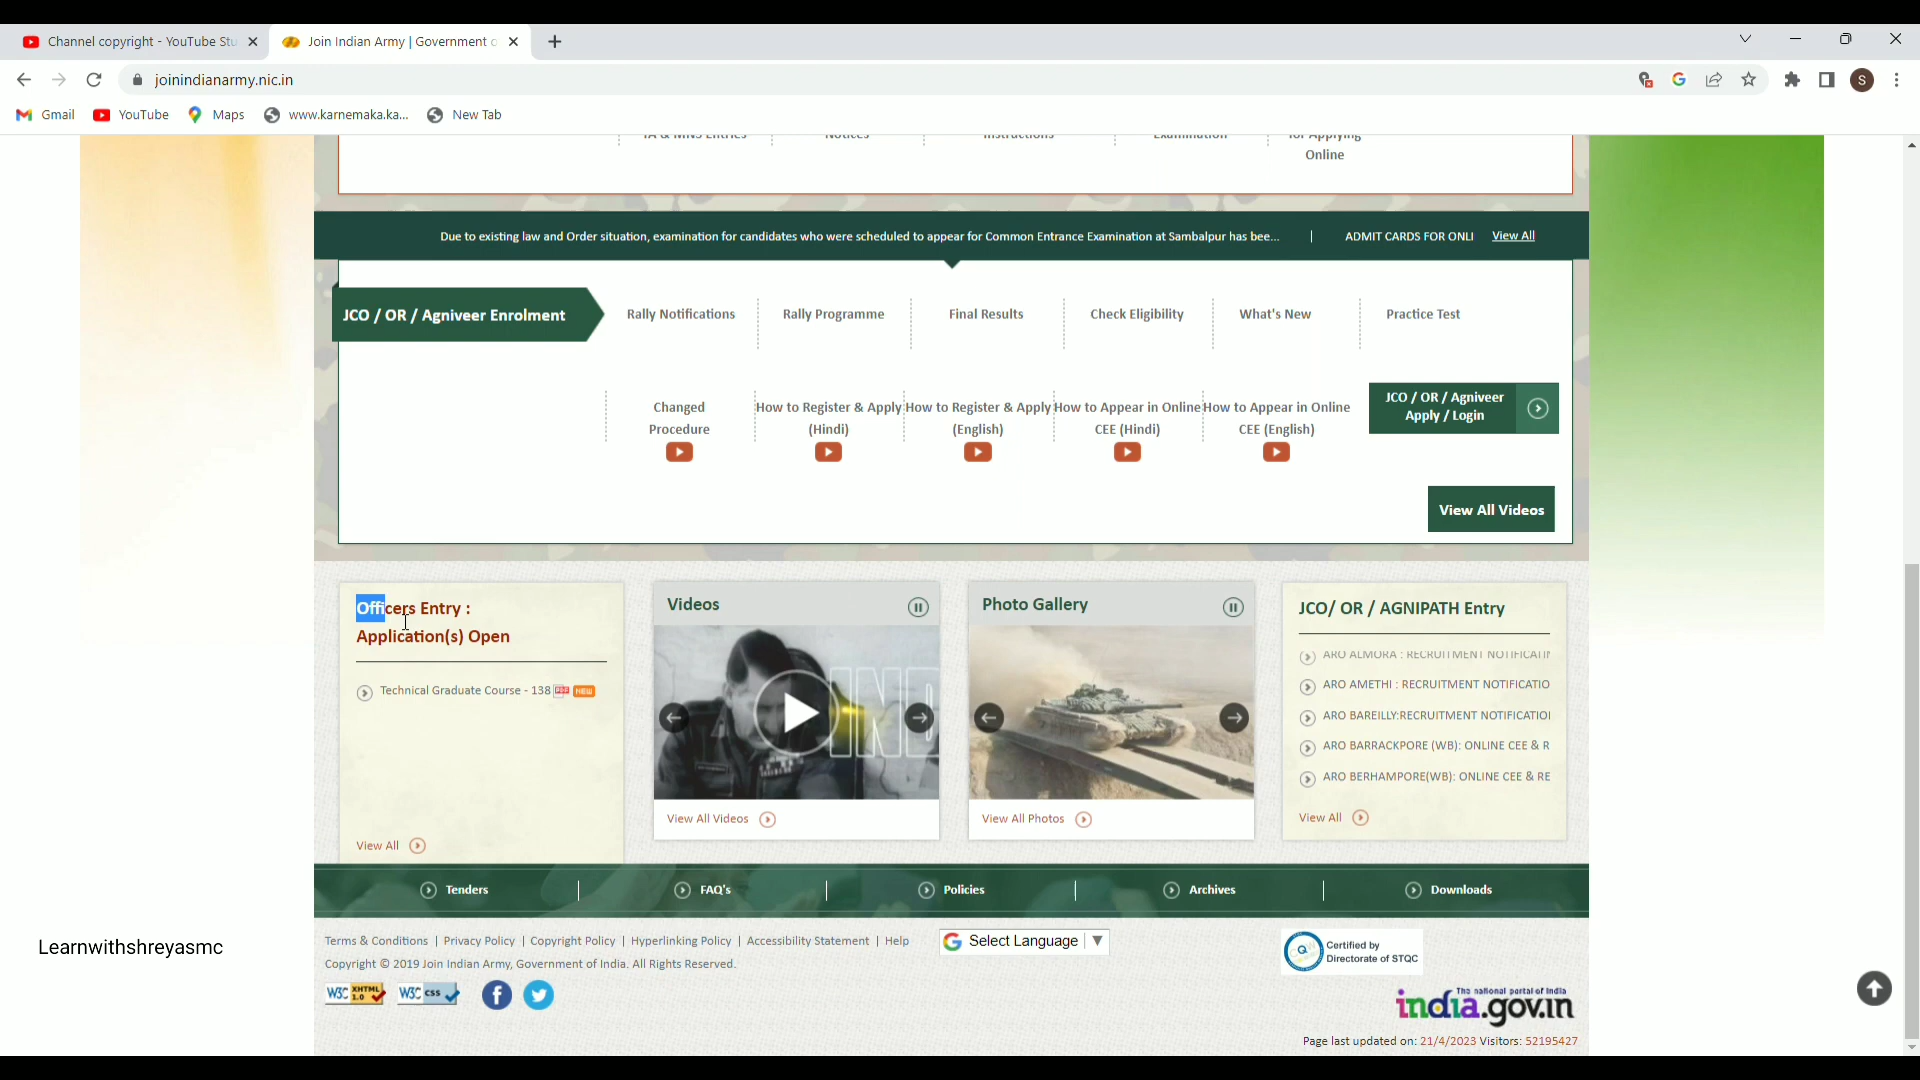 Channel copyright - YouTube Stu
Join Indian Army | Government o
joinindianarmy.nic.in
S
Gmail
YouTube
Maps
www.karnemaka.ka...
New Tab
TA & MNS Entries
Notices
Instructions
Examination
for Applying
Online
Due to existing law and Order situation, examination for candidates who were scheduled to appear for Common Entrance Examination at Sambalpur has bee...
ADMIT CARDS FOR ONLI
View All
JCO / OR / Agniveer Enrolment
Rally Notifications
Rally Programme
Final Results
Check Eligibility
What's New
Practice Test
Changed
Procedure
How to Register & Apply
(Hindi)
How to Register & Apply
(English)
How to Appear in Online
CEE (Hindi)
How to Appear in Online
CEE (English)
JCO / OR / Agniveer
Apply / Login
View All Videos
Officers Entry :
Application(s) Open
Technical Graduate Course - 138 PDF NEW
View All
Videos
IND
View All Videos
Photo Gallery
View All Photos
JCO/ OR / AGNIPATH Entry
ARO ALMORA : RECRUITMENT NOTIFICATIN
ARO AMETHI : RECRUITMENT NOTIFICATIO
ARO BAREILLY:RECRUITMENT NOTIFICATIOI
ARO BARRACKPORE (WB): ONLINE CEE & R
ARO BERHAMPORE(WB): ONLINE CEE & RE
View All
Tenders
FAQ's
Policies
Archives
Downloads
Learnwithshreyasmc
Terms & Conditions | Privacy Policy | Copyright Policy | Hyperlinking Policy | Accessibility Statement | Help
Select Language
Copyright © 2019 Join Indian Army, Government of India. All Rights Reserved.
W3C XHTML 1.0
W3C css
Certified by
Directorate of STQC
The national portal of India
india.gov.in
Page last updated on: 21/4/2023 Visitors: 52195427